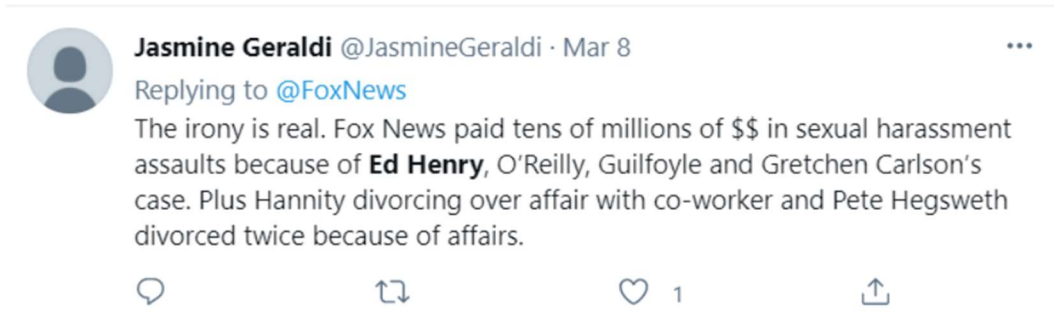 Jasmine Geraldi @JasmineGeraldi · Mar 8
Replying to @FoxNews
The irony is real. Fox News paid tens of millions of $$ in sexual harassment
assaults because of Ed Henry, O'Reilly, Guilfoyle and Gretchen Carlson's
case. Plus Hannity divorcing over affair with co-worker and Pete Hegsweth
divorced twice because of affairs.
1